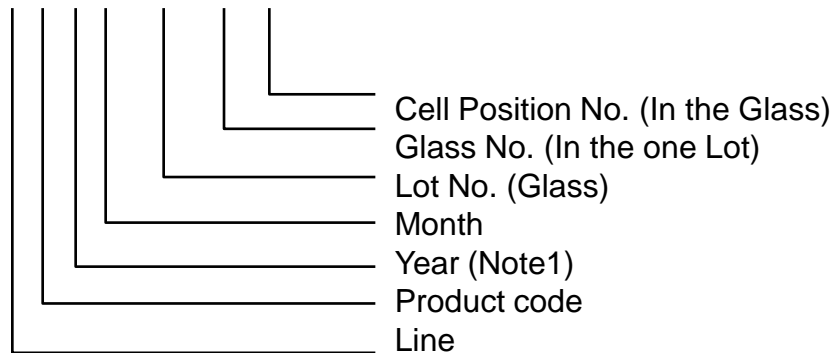 Cell Position No. (In the Glass)
Glass No. (In the one Lot)
Lot No. (Glass)
Month
Year (Note1)
Product code
Line